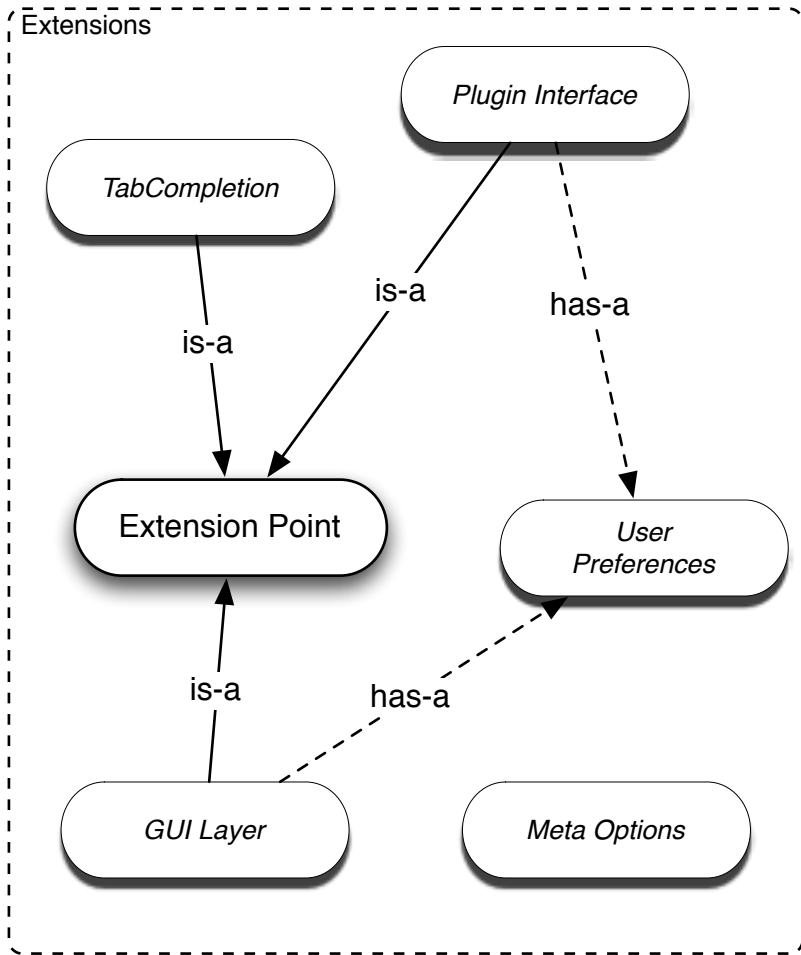 Extensions
Plugin Interface
TabCompletion
is-a
has-a
is-a
Extension Point
User
Preferences
is-a
has-a
GUI Layer
Meta Options